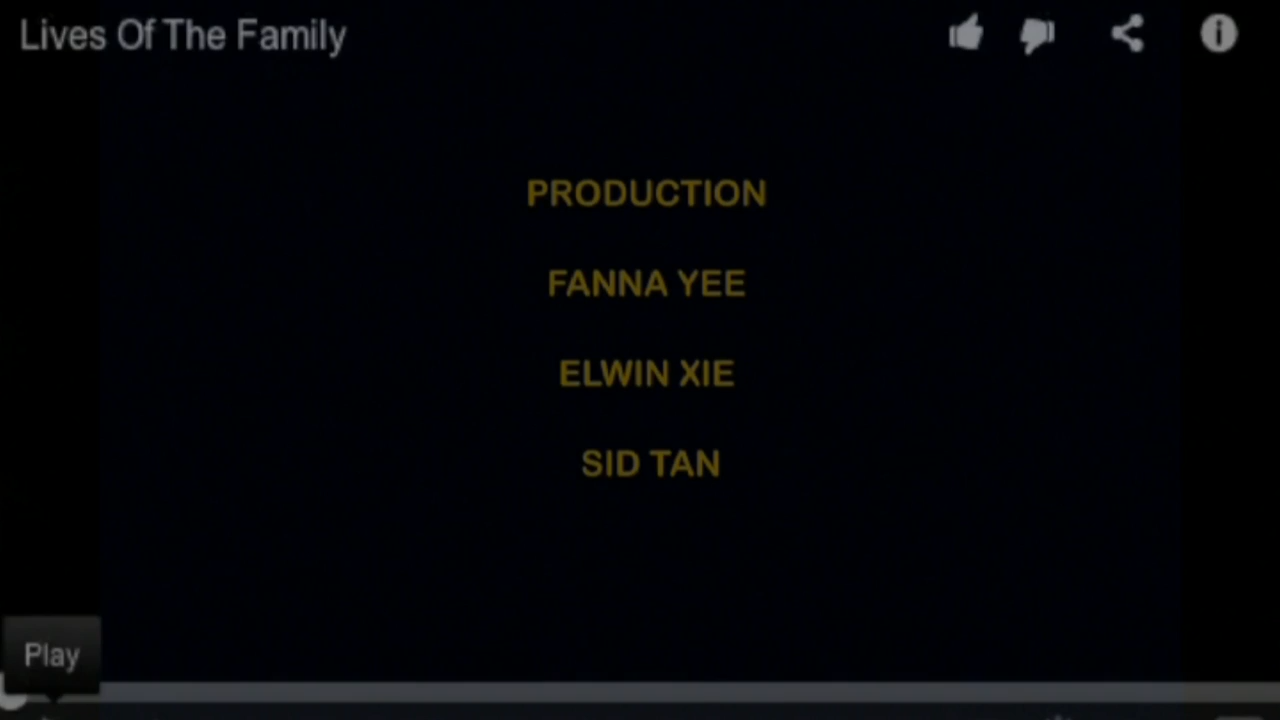 Lives Of The Family
PRODUCTION
FANNA YEE
ELWIN XIE
SID TAN
Play